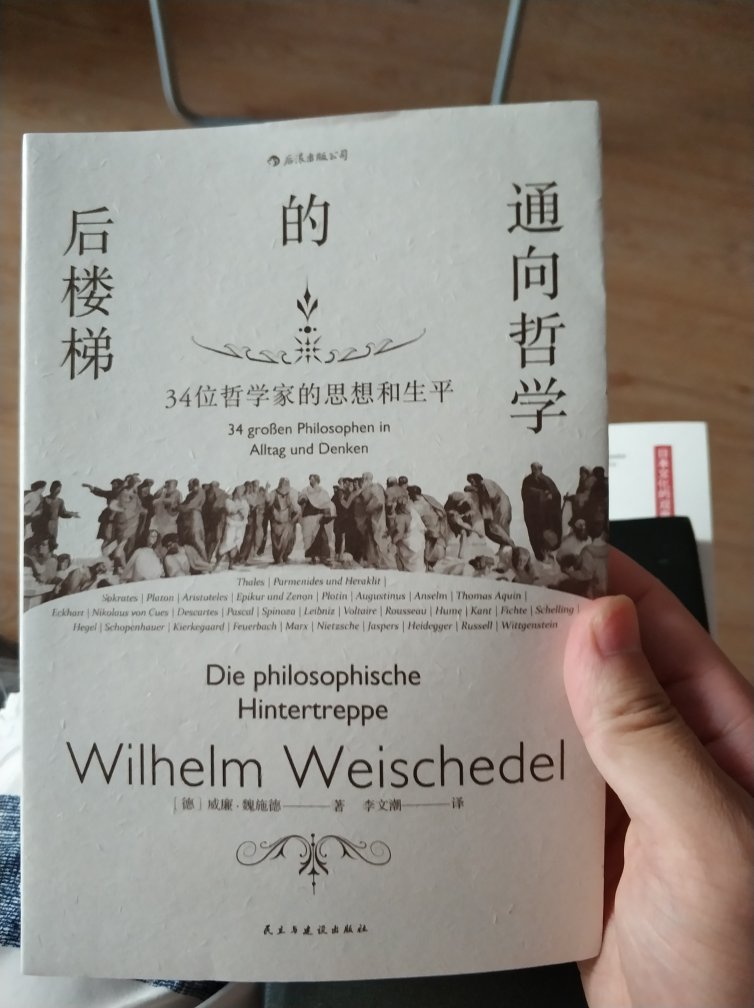 后浪出版公司
通向哲学
的
后楼梯
34位哲学家的思想和生平
34 großen Philosophen in
Alltag und Denken
Thales | Parmenides und Heraklit |
Sokrates | Platon | Aristoteles | Epikur und Zenon | Plotin | Augustinus | Anselm | Thomas Aquin |
Eckhart | Nikolaus von Cues | Descartes | Pascal | Spinoza | Leibniz | Voltaire | Rousseau | Hume | Kant | Fichte | Schelling |
Hegel | Schopenhauer | Kierkegaard | Feuerbach | Marx | Nietzsche | Jaspers | Heidegger | Russell | Wittgenstein
Die philosophische
Hintertreppe
Wilhelm Weischedel
［德］威廉·魏施德——著 李文潮——译
民主与建设出版社